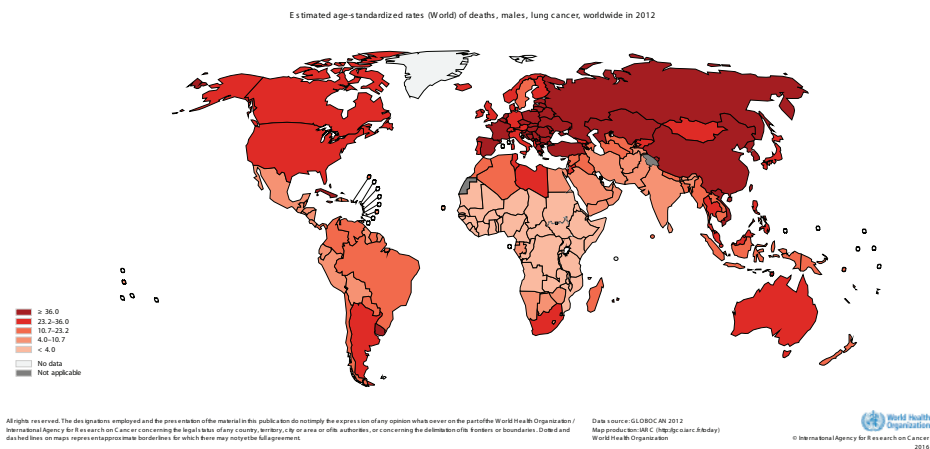 Estimated age-standardized rates (World) of deaths, males, lung cancer, worldwide in 2012
≥ 36.0
23.2-36.0
10.7-23.2
4.0-10.7
< 4.0
No data
Not applicable
All rights reserved. The designations employed and the presentation of the material in this publication do not imply the expression of any opinion whatsoever on the part of the World Health Organization /
International Agency for Research on Cancer concerning the legal status of any country, territory, city or area or of its authorities, or concerning the delimitation of its frontiers or boundaries. Dotted and
dashed lines on maps represent approximate borderlines for which there may not yet be full agreement.
Data source: GLOBOCAN 2012
Map production: IARC (http://gco.iarc.fr/today)
World Health Organization
World Health
Organization
© International Agency for Research on Cancer
2016